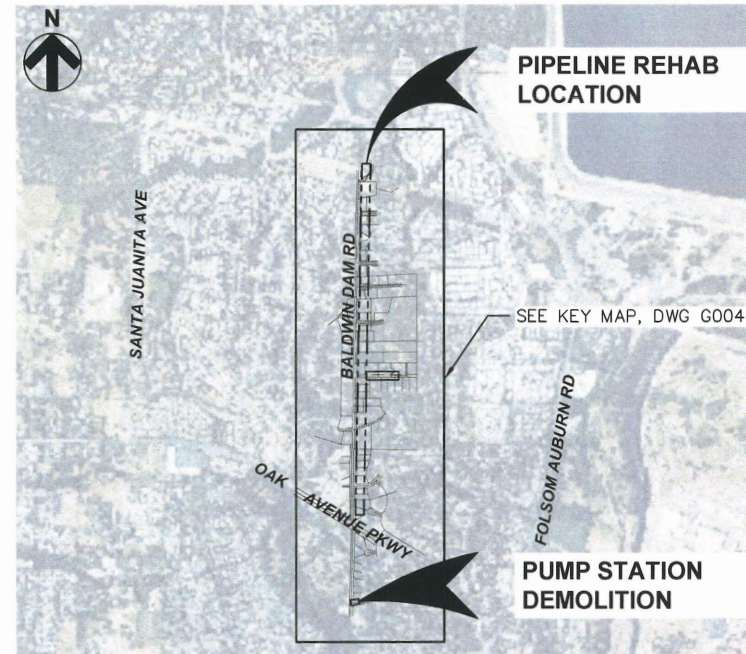 N
PIPELINE REHAB
LOCATION
SANTA JUANITA AVE
BALDWIN DAM RD
SEE KEY MAP, DWG G004
FOLSOM AUBURN RD
OAK AVENUE PKWY
PUMP STATION
DEMOLITION